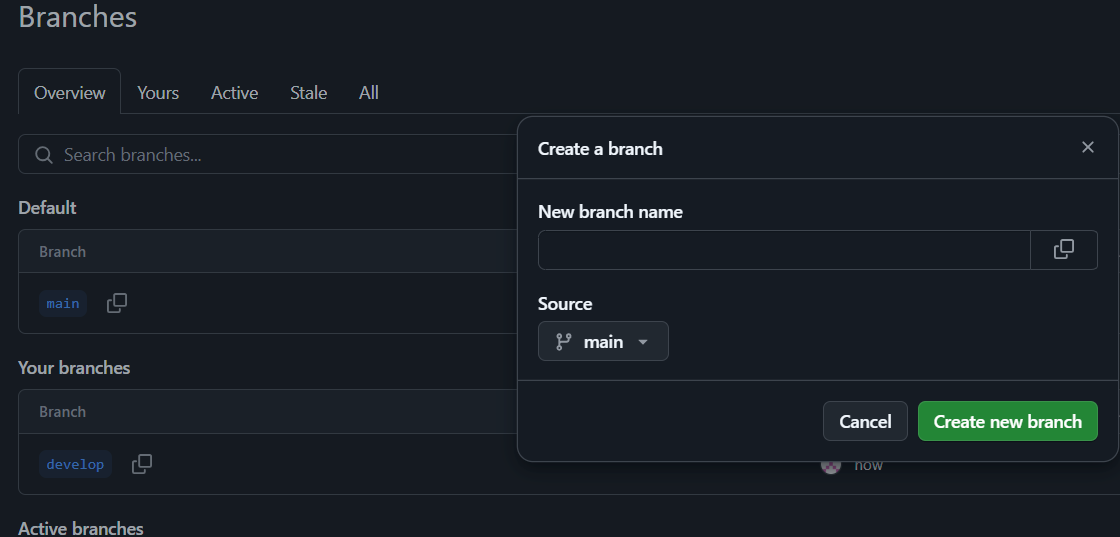 Branches
Overview Yours Active Stale All
Search branches...
Default
Branch
main
Your branches
Branch
develop
now
Active branches
Create a branch
New branch name
Source
main
Cancel Create new branch